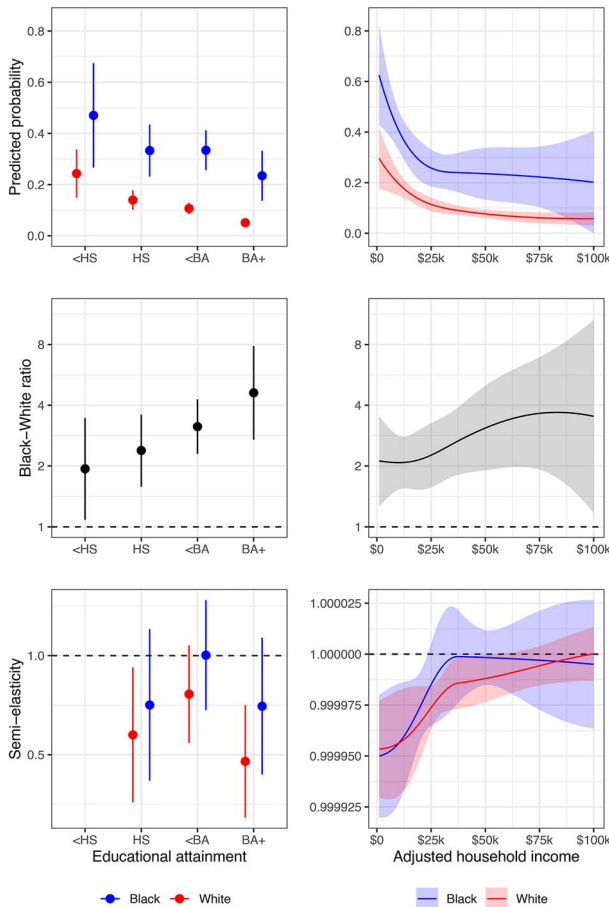 Predicted probability
0.8
0.6
0.4
0.2
0.0
<HS HS <BA BA+
0.8
0.6
0.4
0.2
0.0
$0 $25k $50k $75k $100k
Black−White ratio
8
4
2
1
<HS HS <BA BA+
8
4
2
1
$0 $25k $50k $75k $100k
Semi−elasticity
1.0
0.5
<HS HS <BA BA+
Educational attainment
1.000025
1.000000
0.999975
0.999950
0.999925
$0 $25k $50k $75k $100k
Adjusted household income
Black White
Black White